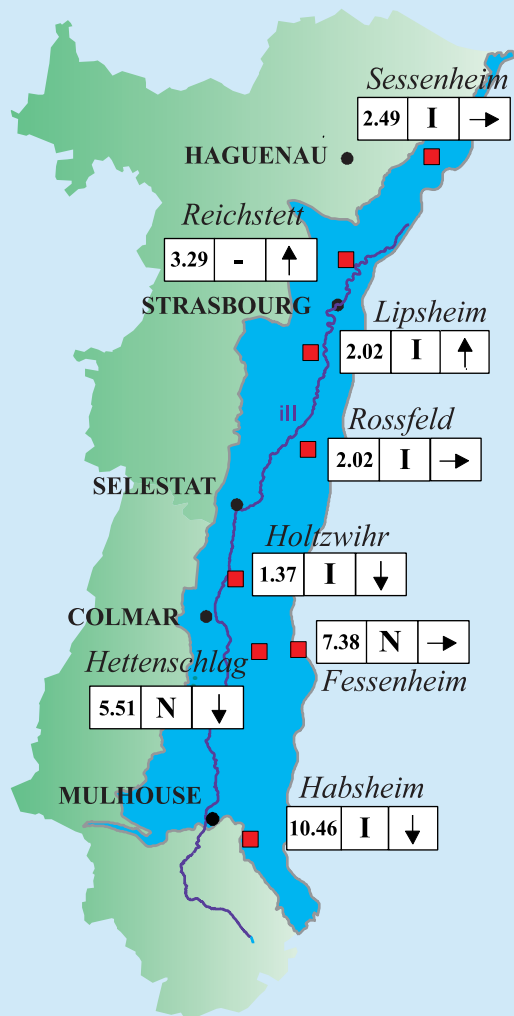 Sessenheim
2.49 I →
HAGUENAU
Reichstett
3.29 - ↑
STRASBOURG
Lipsheim
2.02 I ↑
ill
Rossfeld
2.02 I →
SELESTAT
Holtzwihr
1.37 I ↓
COLMAR
7.38 N →
Hettenschlag
Fessenheim
5.51 N ↓
Habsheim
MULHOUSE
10.46 I ↓